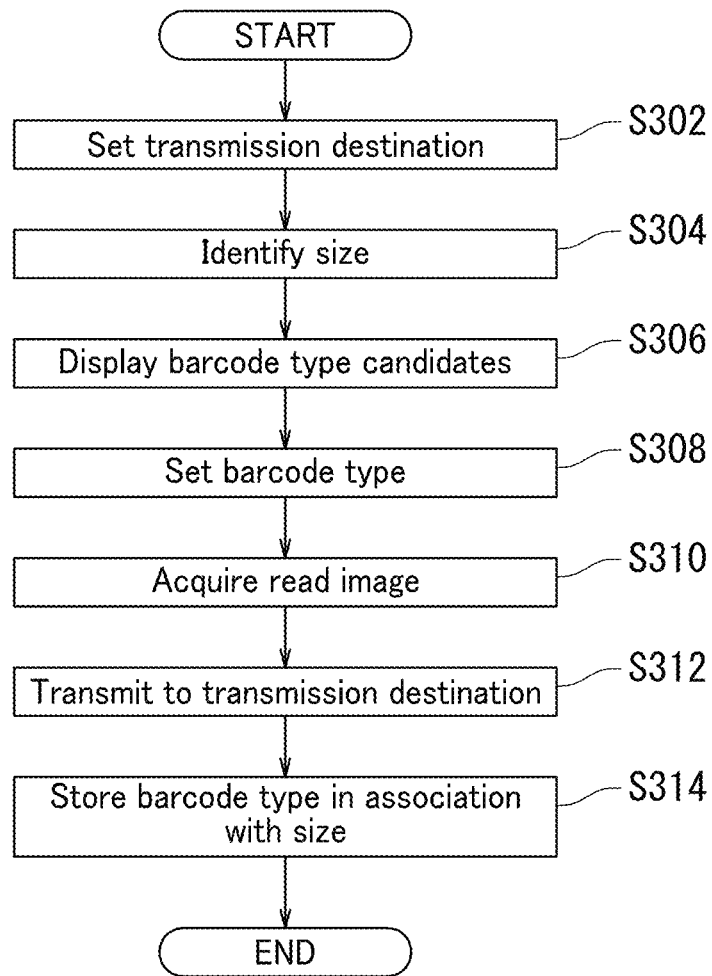 START
Set transmission destination
S302
Identify size
S304
Display barcode type candidates
S306
Set barcode type
S308
Acquire read image
S310
Transmit to transmission destination
S312
Store barcode type in association
with size
S314
END